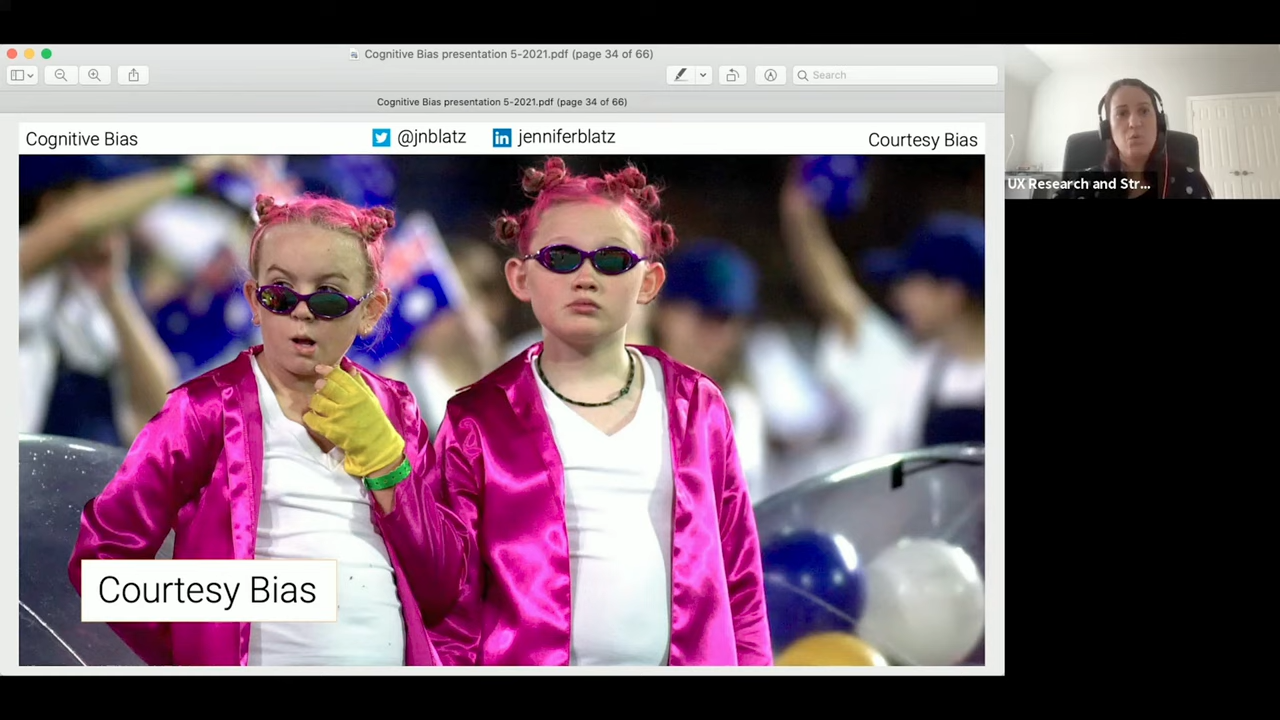 Cognitive Bias presentation 5-2021.pdf (page 34 of 66)
Search
Cognitive Bias presentation 5-2021.pdf (page 34 of 66)
Cognitive Bias
@jnblatz
jenniferblatz
Courtesy Bias
UX Research and Str...
Courtesy Bias